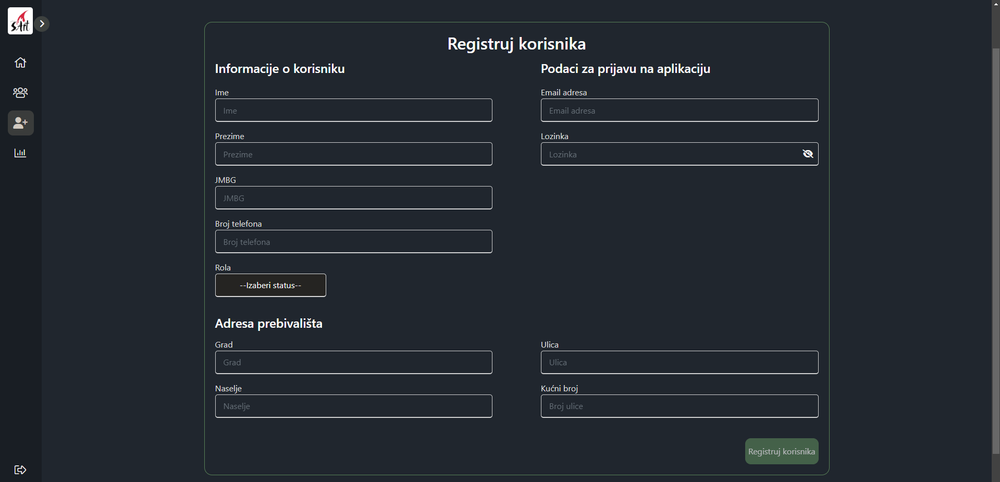 sArt
Registruj korisnika
Informacije o korisniku
Ime
Ime
Prezime
Prezime
JMBG
JMBG
Broj telefona
Broj telefona
Rola
--Izaberi status--
Podaci za prijavu na aplikaciju
Email adresa
Email adresa
Lozinka
Lozinka
Adresa prebivališta
Grad
Grad
Naselje
Naselje
Ulica
Ulica
Kućni broj
Broj ulice
Registruj korisnika